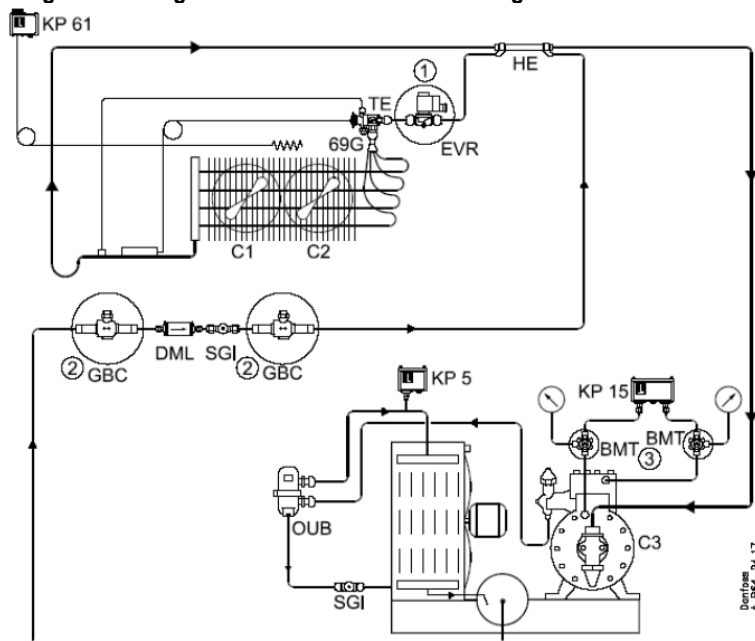 KP 61
HE
1
TE
69G
EVR
C1
C2
2
GBC
DML
SGI
2
GBC
KP 5
KP 15
BMT
BMT
3
OUB
C3
SGI
Danfoss